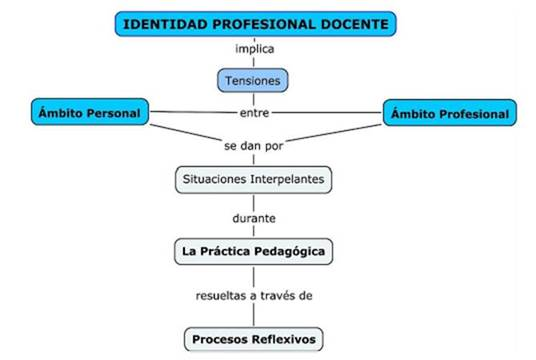 IDENTIDAD PROFESIONAL DOCENTE
implica
Tensiones
Ámbito Personal
entre
Ámbito Profesional
se dan por
Situaciones Interpelantes
durante
La Práctica Pedagógica
resueltas a través de
Procesos Reflexivos